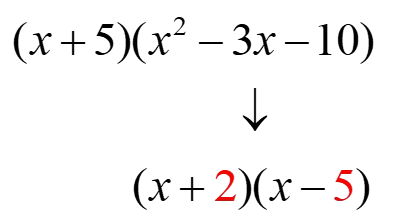 (x + 5)(x² − 3x − 10)
↓
(x + 2)(x − 5)